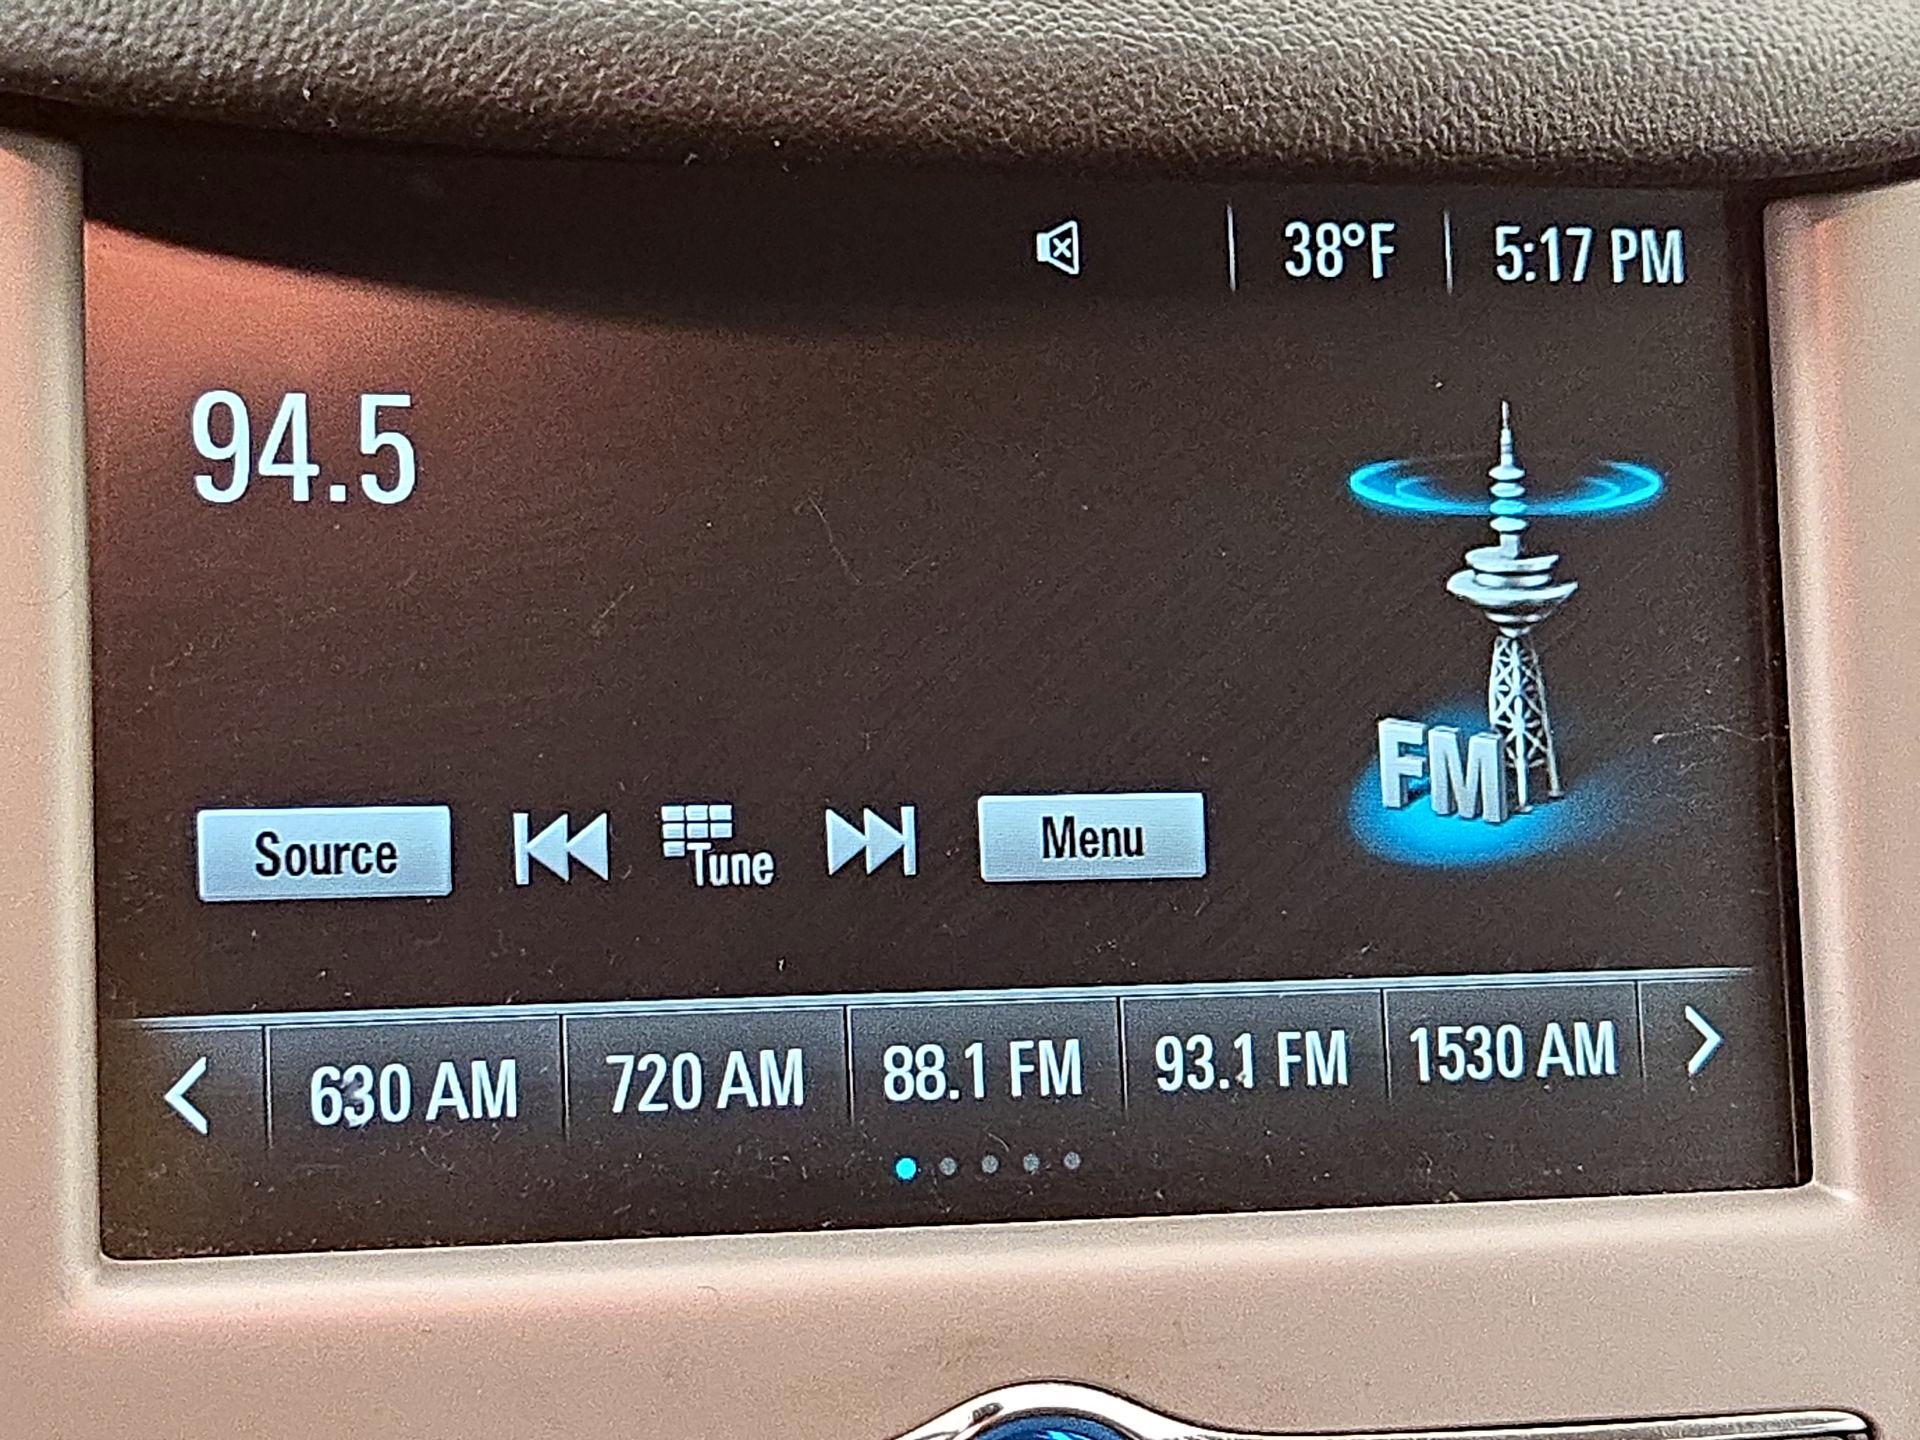 38°F 5:17 PM
94.5
FM
Source Tune Menu
630 AM 720 AM 88.1 FM 93.1 FM 1530 AM